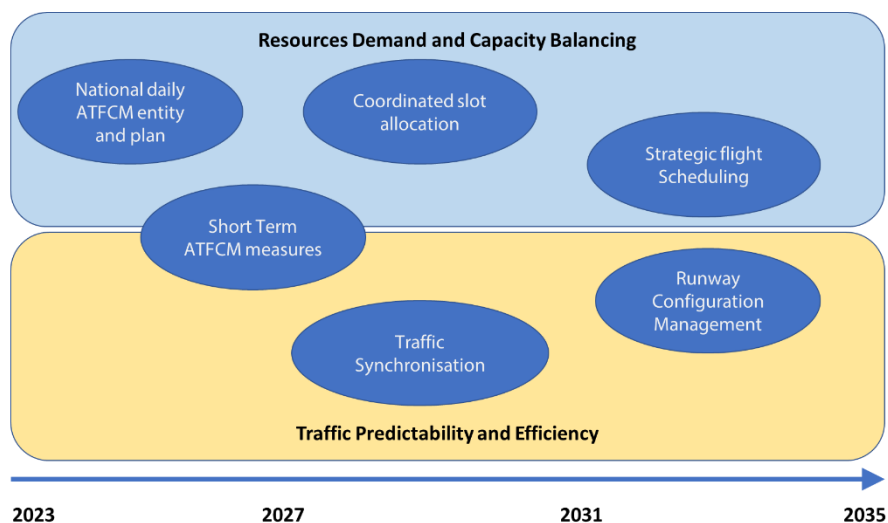 Resources Demand and Capacity Balancing
National daily
ATFCM entity
and plan
Coordinated slot
allocation
Strategic flight
Scheduling
Short Term
ATFCM measures
Runway
Configuration
Management
Traffic
Synchronisation
Traffic Predictability and Efficiency
2023
2027
2031
2035